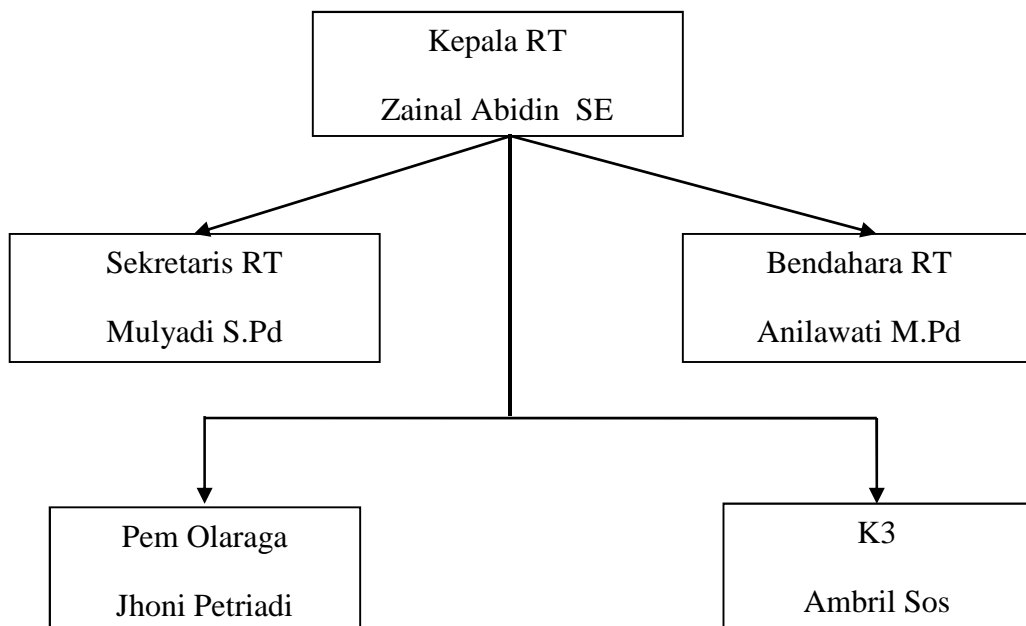 Kepala RT
Zainal Abidin SE
Sekretaris RT
Mulyadi S.Pd
Bendahara RT
Anilawati M.Pd
Pem Olaraga
Jhoni Petriadi
K3
Ambril Sos